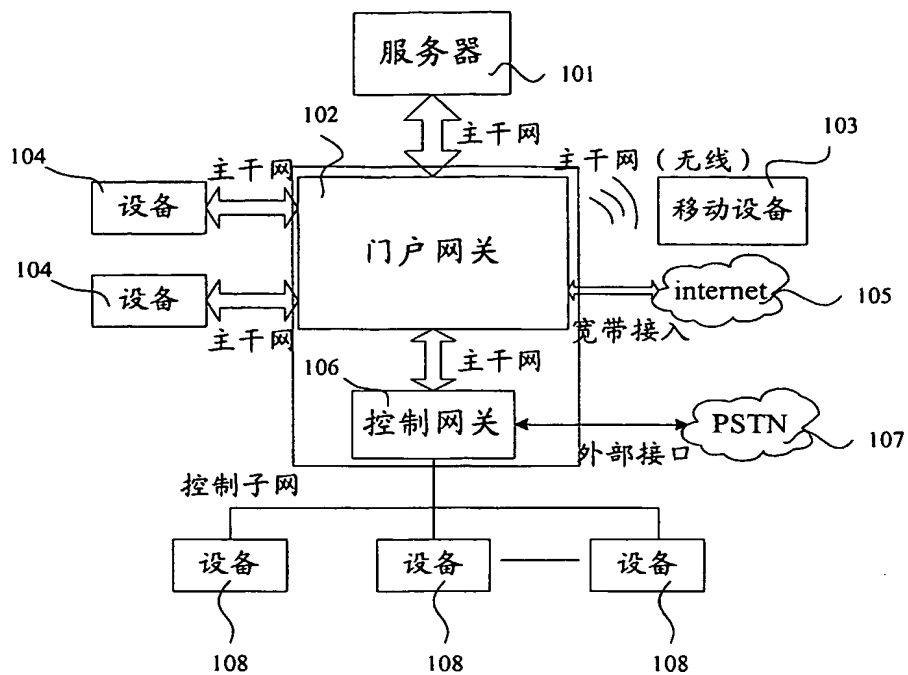 服务器
101
主干网
102
主干网（无线）
103
移动设备
104
主干网
设备
门户网关
104
设备
主干网
internet
105
宽带接入
主干网
106
控制网关
PSTN
107
外部接口
控制子网
设备
设备
设备
108
108
108